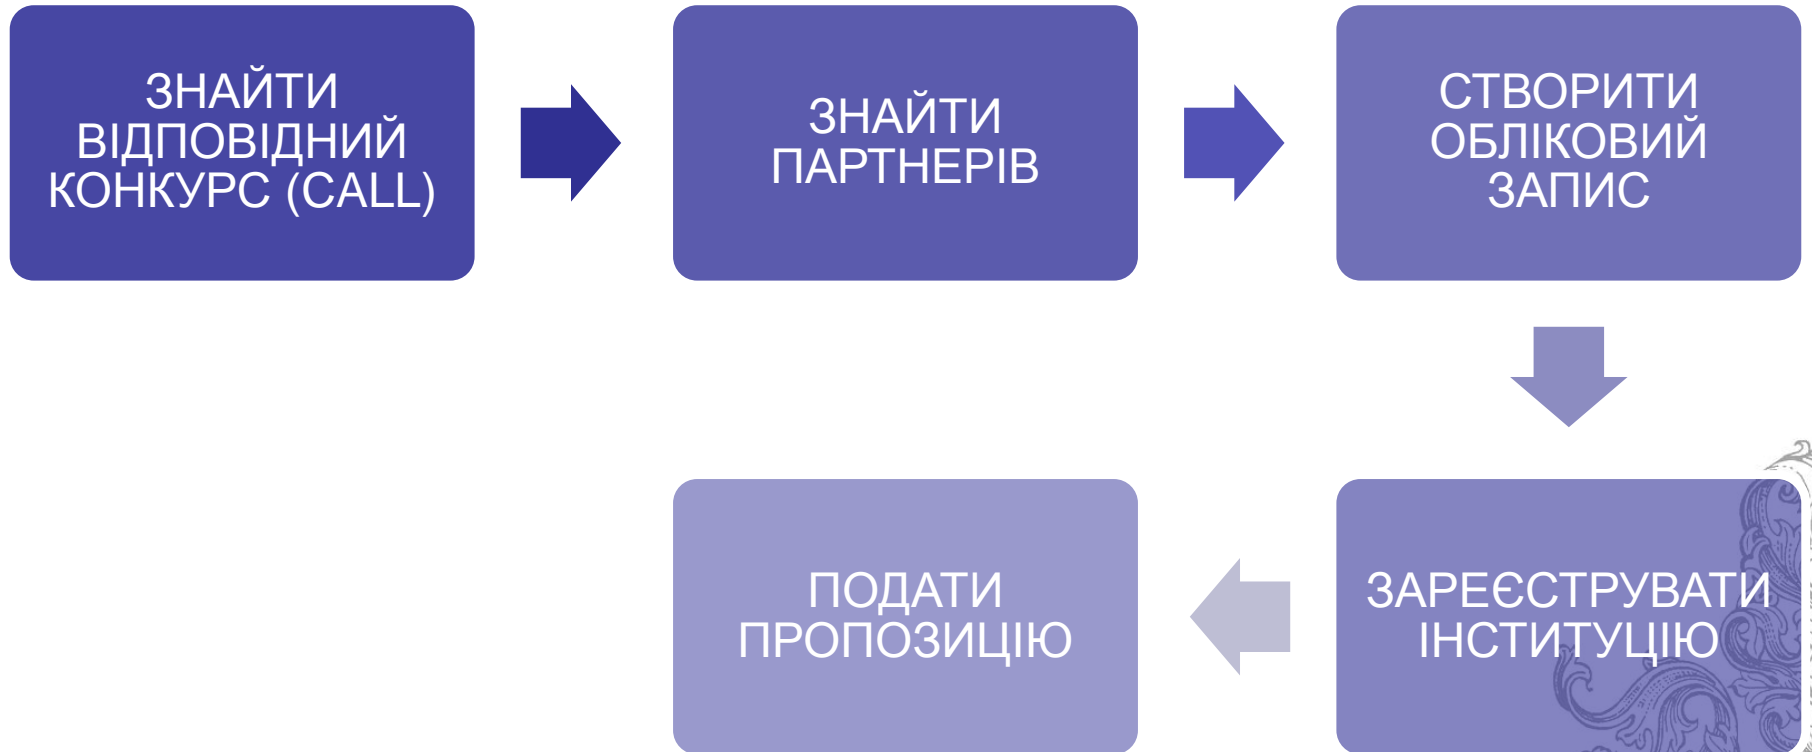 ЗНАЙТИ
ВІДПОВІДНИЙ
КОНКУРС (CALL)
ЗНАЙТИ
ПАРТНЕРІВ
СТВОРИТИ
ОБЛІКОВИЙ
ЗАПИС
ЗАРЕЄСТРУВАТИ
ІНСТИТУЦІЮ
ПОДАТИ
ПРОПОЗИЦІЮ